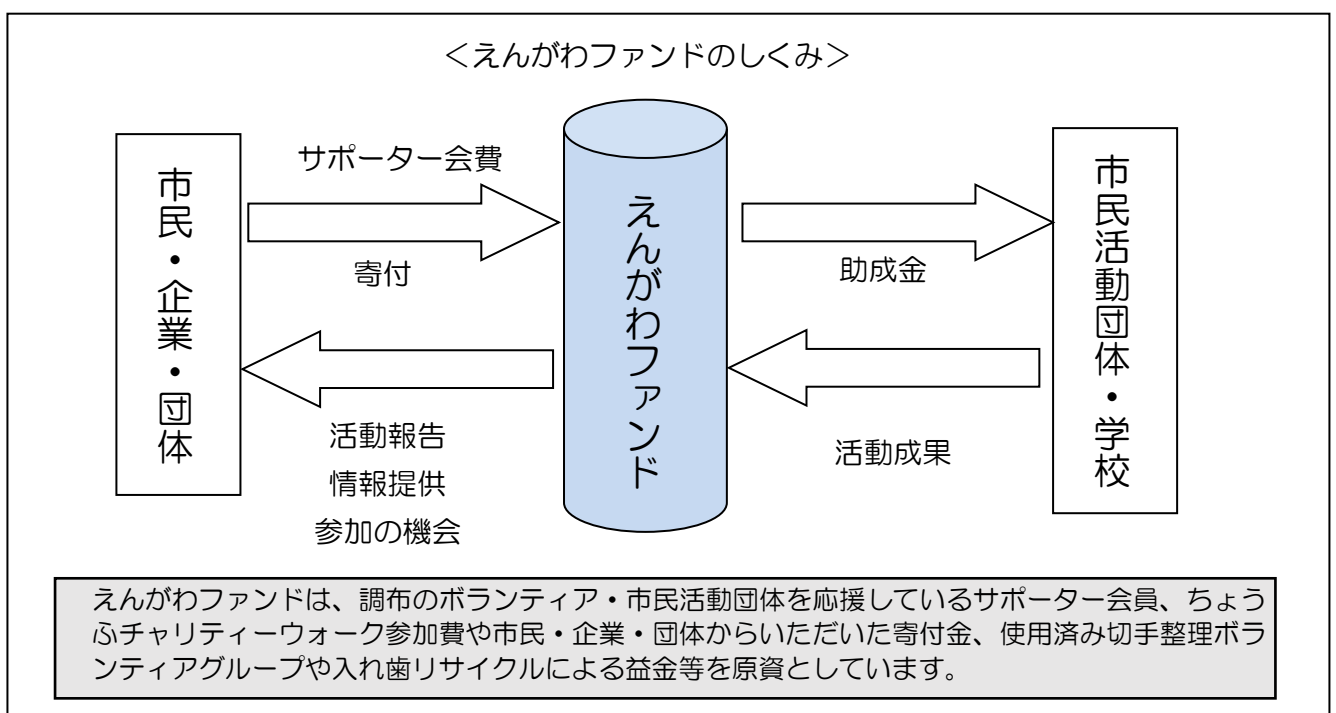 ＜えんがわファンドのしくみ＞
市民・企業・団体
サポーター会費
寄付
活動報告
情報提供
参加の機会
えんがわファンド
助成金
活動成果
市民活動団体・学校
えんがわファンドは、調布のボランティア・市民活動団体を応援しているサポーター会員、ちょう
ふチャリティーウォーク参加費や市民・企業・団体からいただいた寄付金、使用済み切手整理ボラ
ンティアグループや入れ歯リサイクルによる益金等を原資としています。